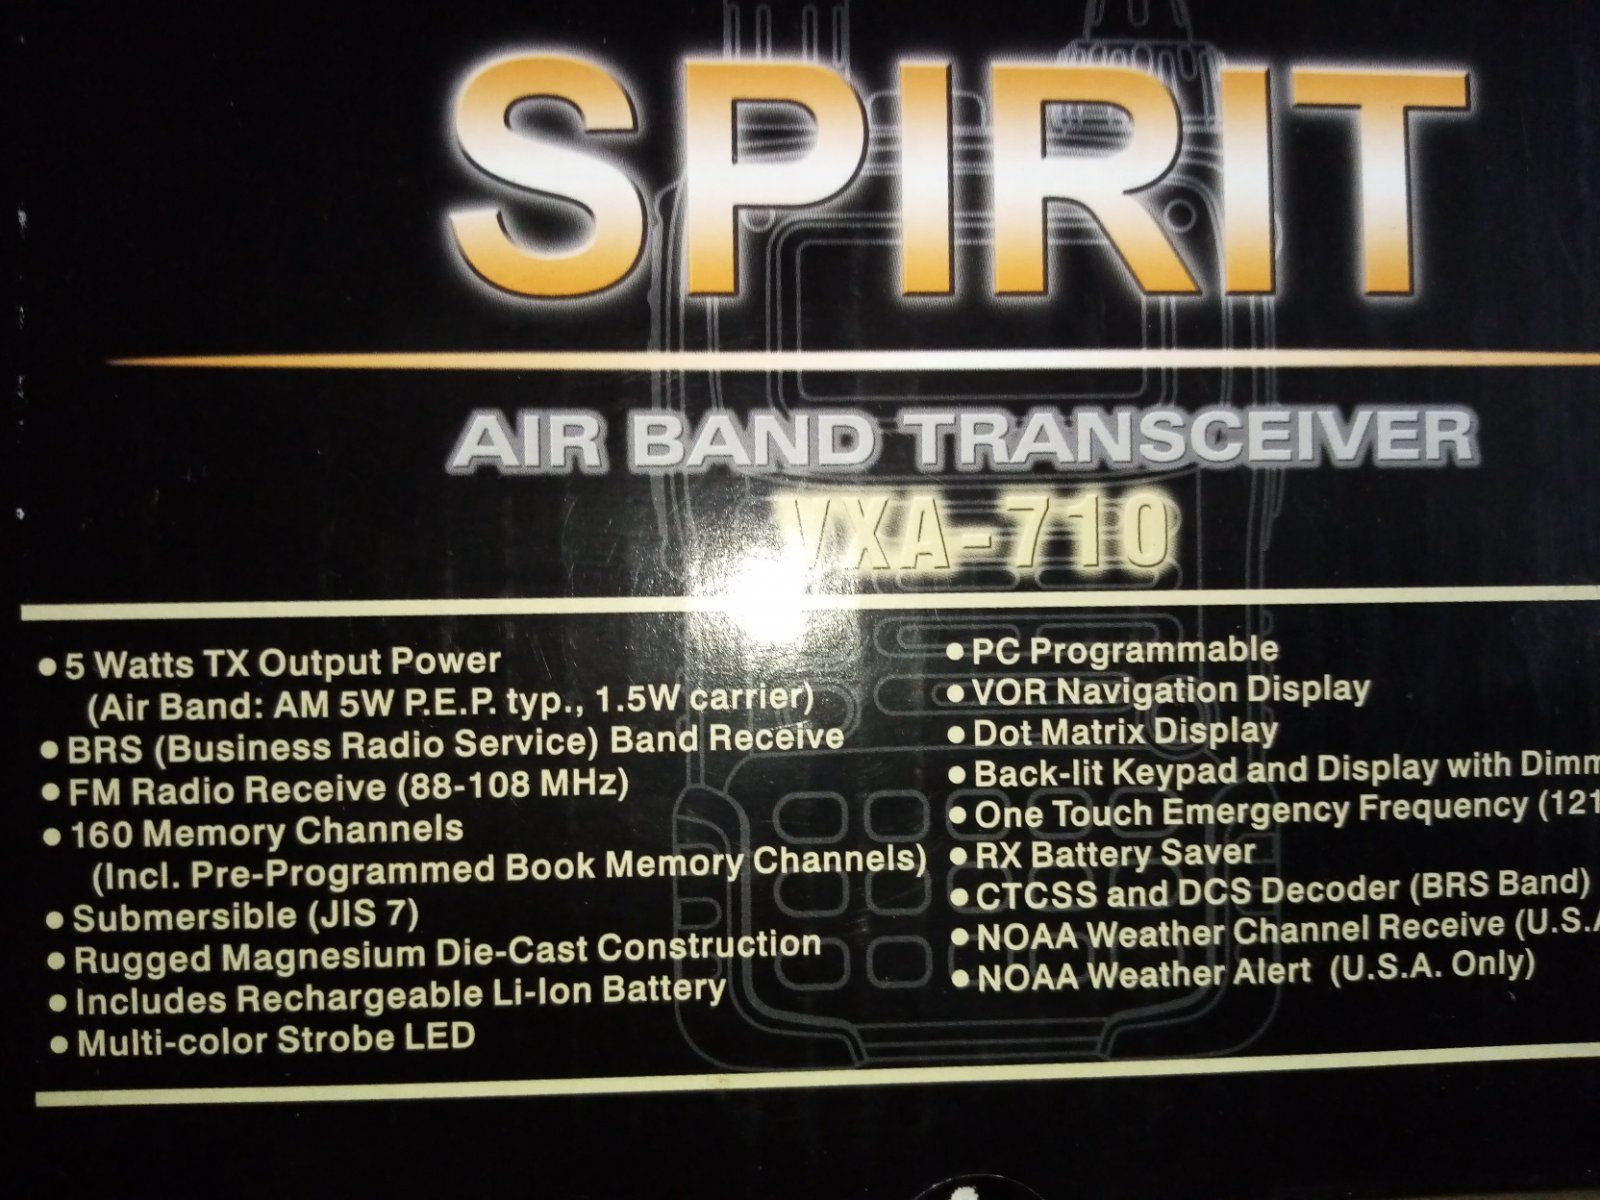 SPIRIT
AIR BAND TRANSCEIVER
VXA-710
• 5 Watts TX Output Power
(Air Band: AM 5W P.E.P. typ., 1.5W carrier)
• BRS (Business Radio Service) Band Receive
• FM Radio Receive (88-108 MHz)
• 160 Memory Channels
(Incl. Pre-Programmed Book Memory Channels)
• Submersible (JIS 7)
• Rugged Magnesium Die-Cast Construction
• Includes Rechargeable Li-Ion Battery
• Multi-color Strobe LED
• PC Programmable
• VOR Navigation Display
• Dot Matrix Display
• Back-lit Keypad and Display with Dimm
• One Touch Emergency Frequency (121
• RX Battery Saver
• CTCSS and DCS Decoder (BRS Band)
• NOAA Weather Channel Receive (U.S.A
• NOAA Weather Alert (U.S.A. Only)